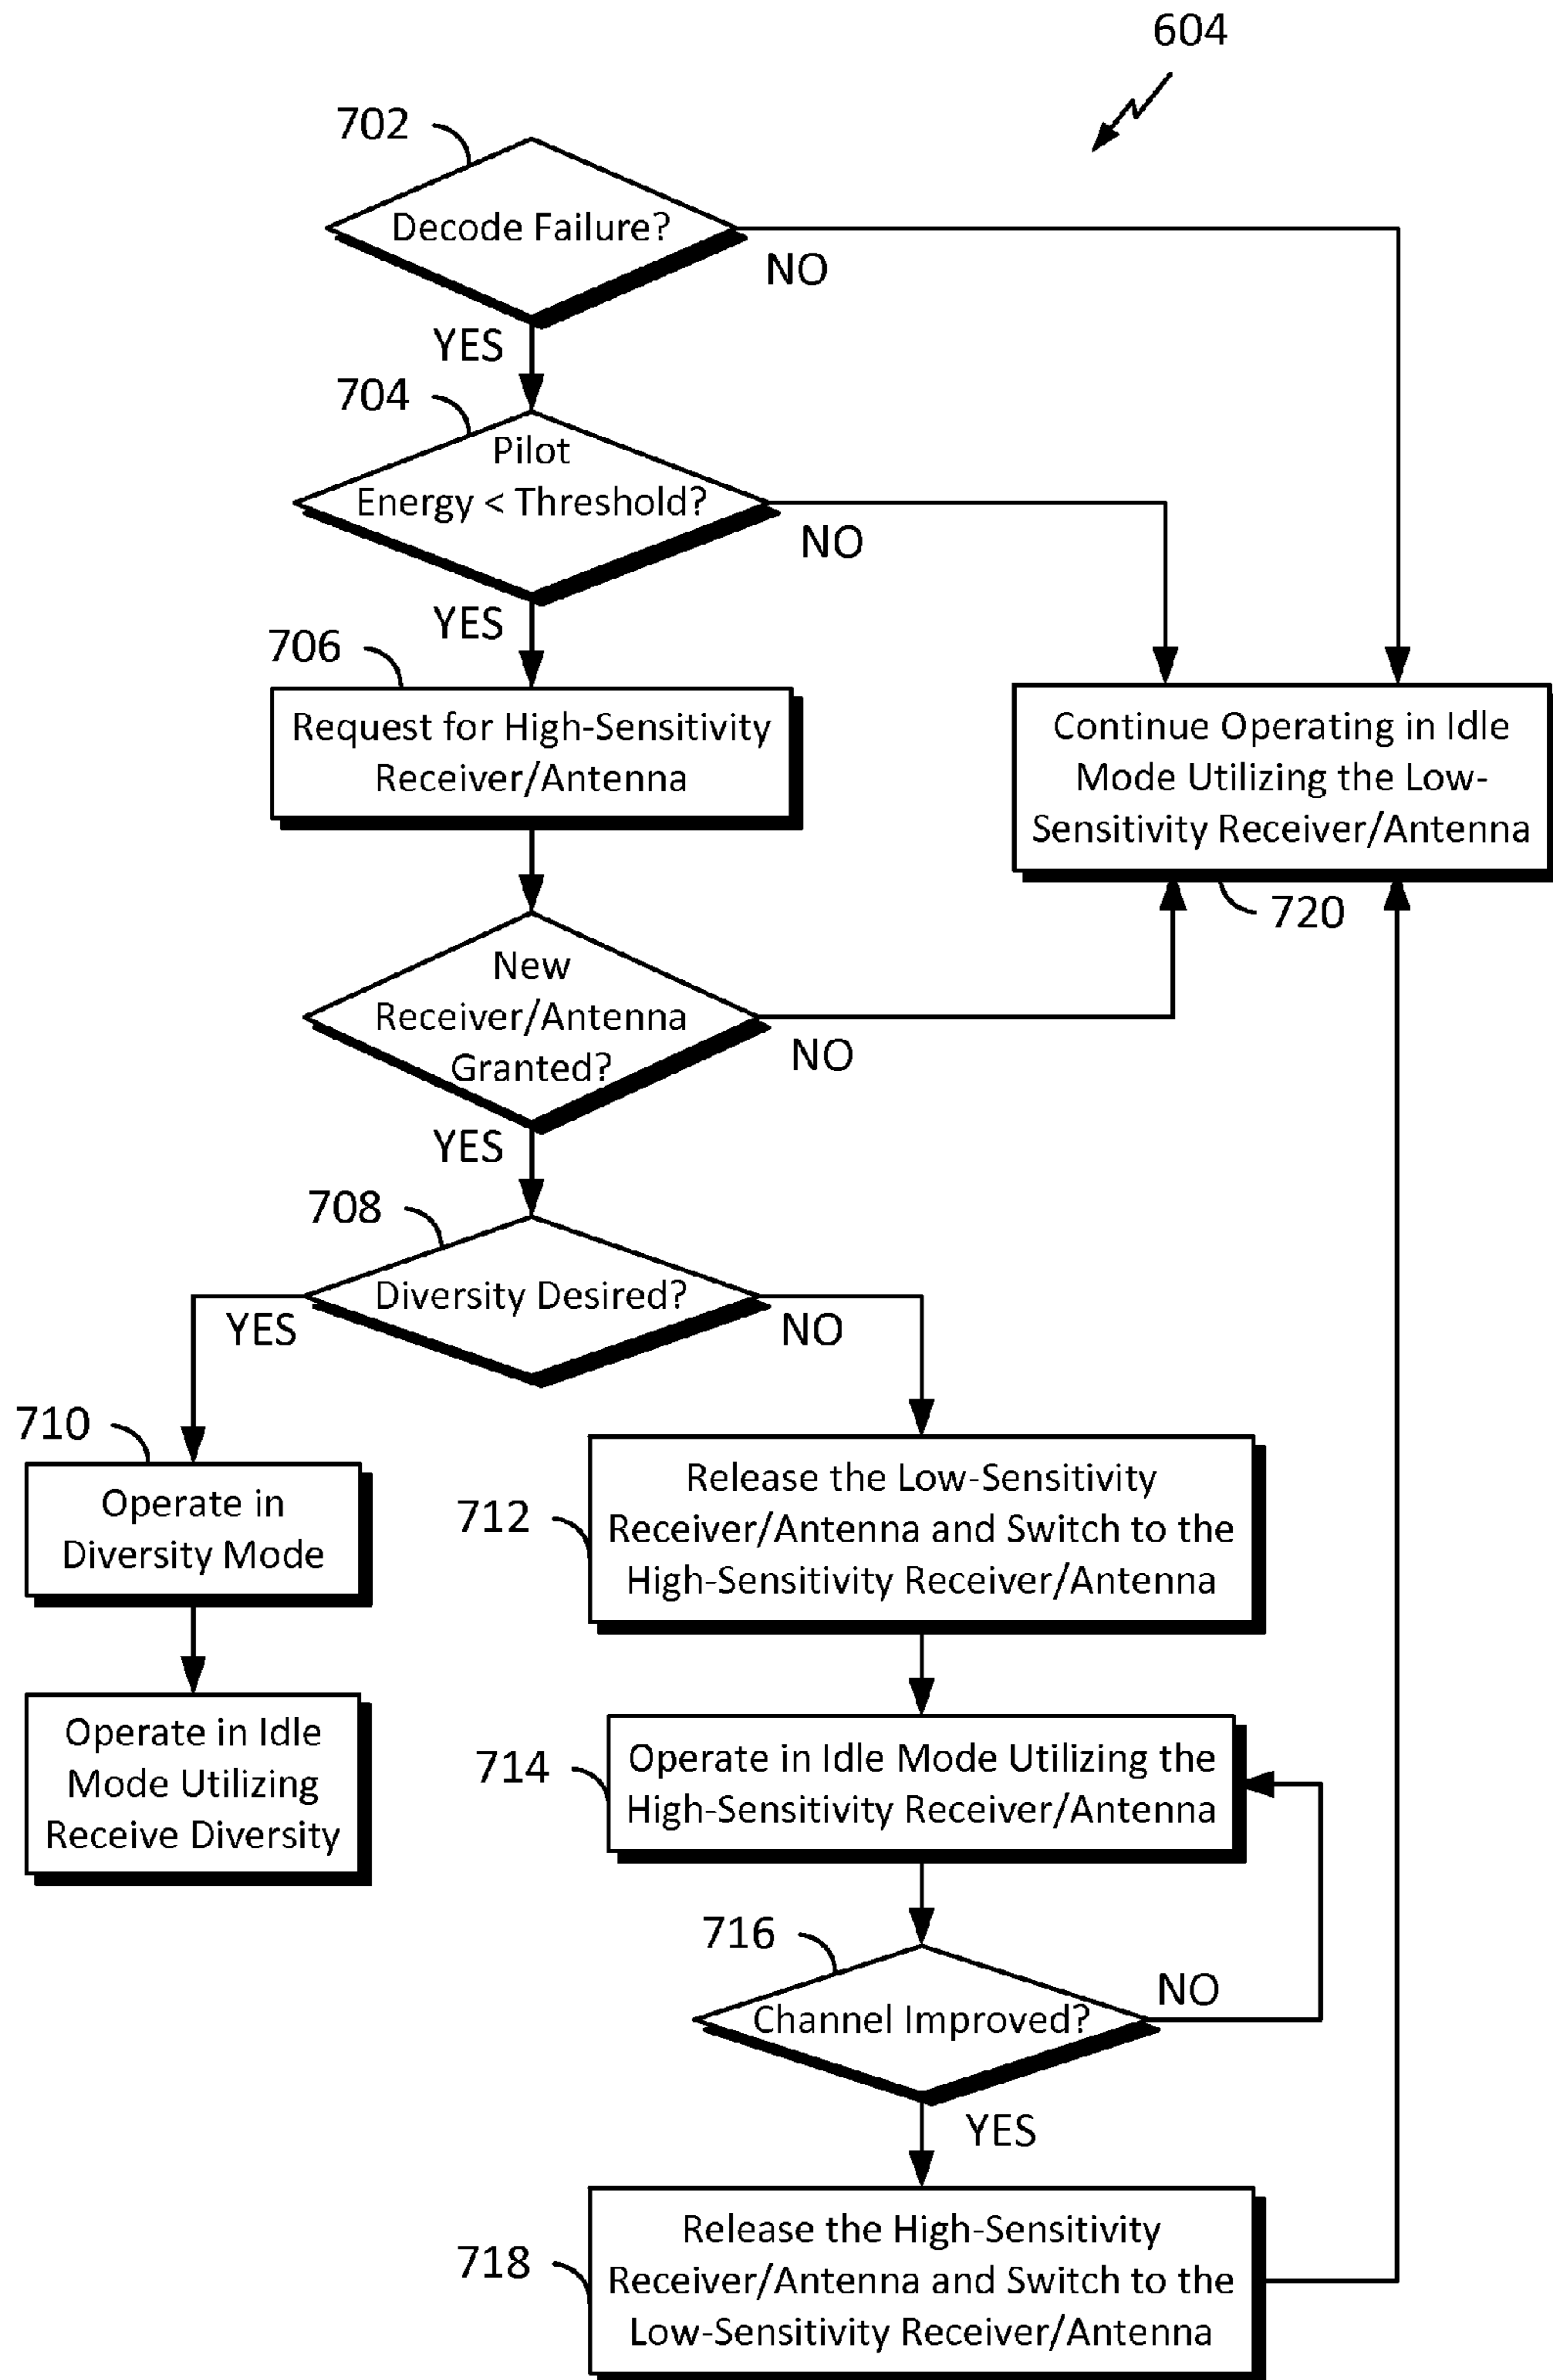 604
702
Decode Failure?
NO
YES
704
Pilot
Energy < Threshold?
NO
YES
706
Request for High-Sensitivity
Receiver/Antenna
Continue Operating in Idle
Mode Utilizing the Low-
Sensitivity Receiver/Antenna
720
New
Receiver/Antenna
Granted?
NO
YES
708
Diversity Desired?
YES
NO
710
Operate in
Diversity Mode
712
Release the Low-Sensitivity
Receiver/Antenna and Switch to the
High-Sensitivity Receiver/Antenna
Operate in Idle
Mode Utilizing
Receive Diversity
714
Operate in Idle Mode Utilizing the
High-Sensitivity Receiver/Antenna
716
Channel Improved?
NO
YES
718
Release the High-Sensitivity
Receiver/Antenna and Switch to the
Low-Sensitivity Receiver/Antenna